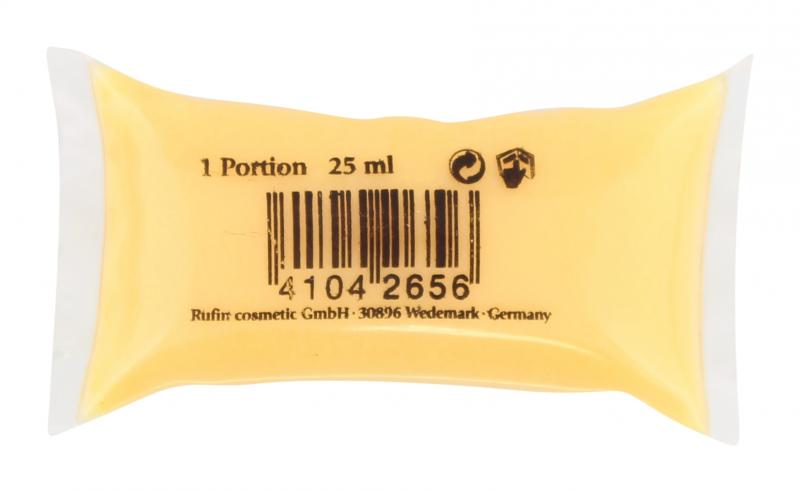 1 Portion 25 ml
4104 2656
Rufin cosmetic GmbH · 30896 Wedemark · Germany